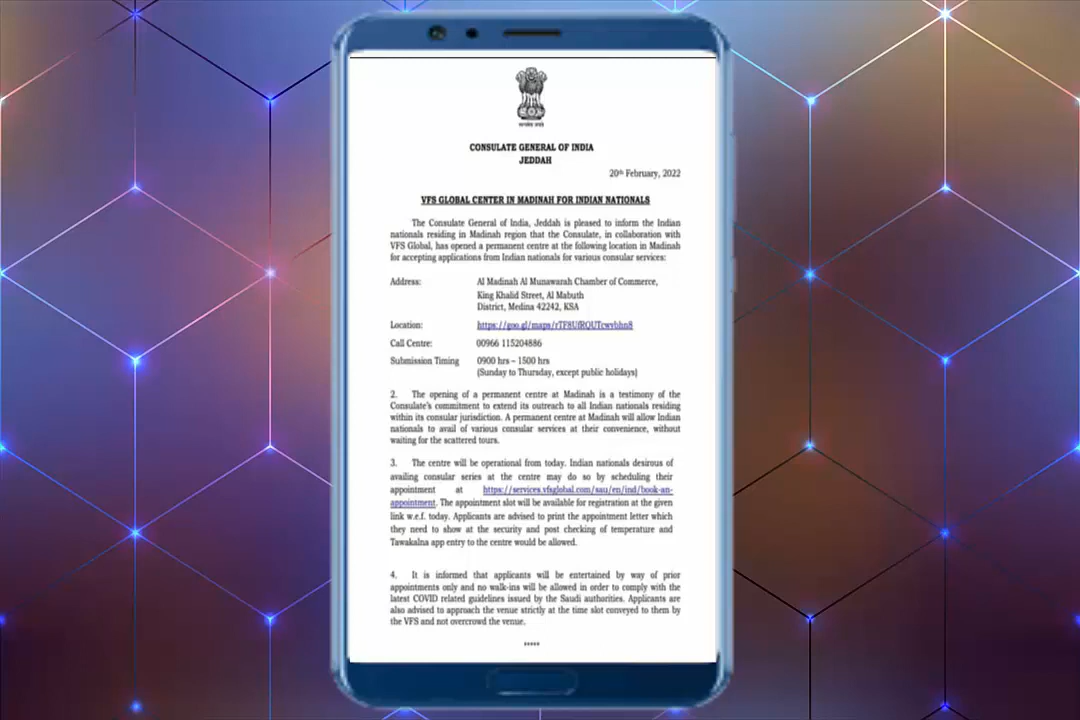 CONSULATE GENERAL OF INDIA
JEDDAH
20th February, 2022
VFS GLOBAL CENTER IN MADINAH FOR INDIAN NATIONALS
The Consulate General of India, Jeddah is pleased to inform the Indian
nationals residing in Madinah region that the Consulate, in collaboration with
VFS Global, has opened a permanent centre at the following location in Madinah
for accepting applications from Indian nationals for various consular services:
Address: Al Madinah Al Munawarah Chamber of Commerce,
King Khalid Street, Al Mabuth
District, Medina 42242, KSA
Location: https://goo.gl/maps/
Call Centre: 00966 115204886
Submission Timing 0900 hrs – 1500 hrs
(Sunday to Thursday, except public holidays)
2. The opening of a permanent centre at Madinah is a testimony of the
Consulate's commitment to extend its outreach to all Indian nationals residing
within its consular jurisdiction. A permanent centre at Madinah will allow Indian
nationals to avail of various consular services at their convenience, without
waiting for the scattered tours.
3. The centre will be operational from today. Indian nationals desirous of
availing consular series at the centre may do so by scheduling their
appointment at https://services.vfsglobal.com/sau/en/ind/book-an-
appointment. The appointment slot will be available for registration at the given
link w.e.f. today. Applicants are advised to print the appointment letter which
they need to show at the security and post checking of temperature and
Tawakalna app entry to the centre would be allowed.
4. It is informed that applicants will be entertained by way of prior
appointments only and no walk-ins will be allowed in order to comply with the
latest COVID related guidelines issued by the Saudi authorities. Applicants are
also advised to approach the venue strictly at the time slot conveyed to them by
the VFS and not overcrowd the venue.
*****